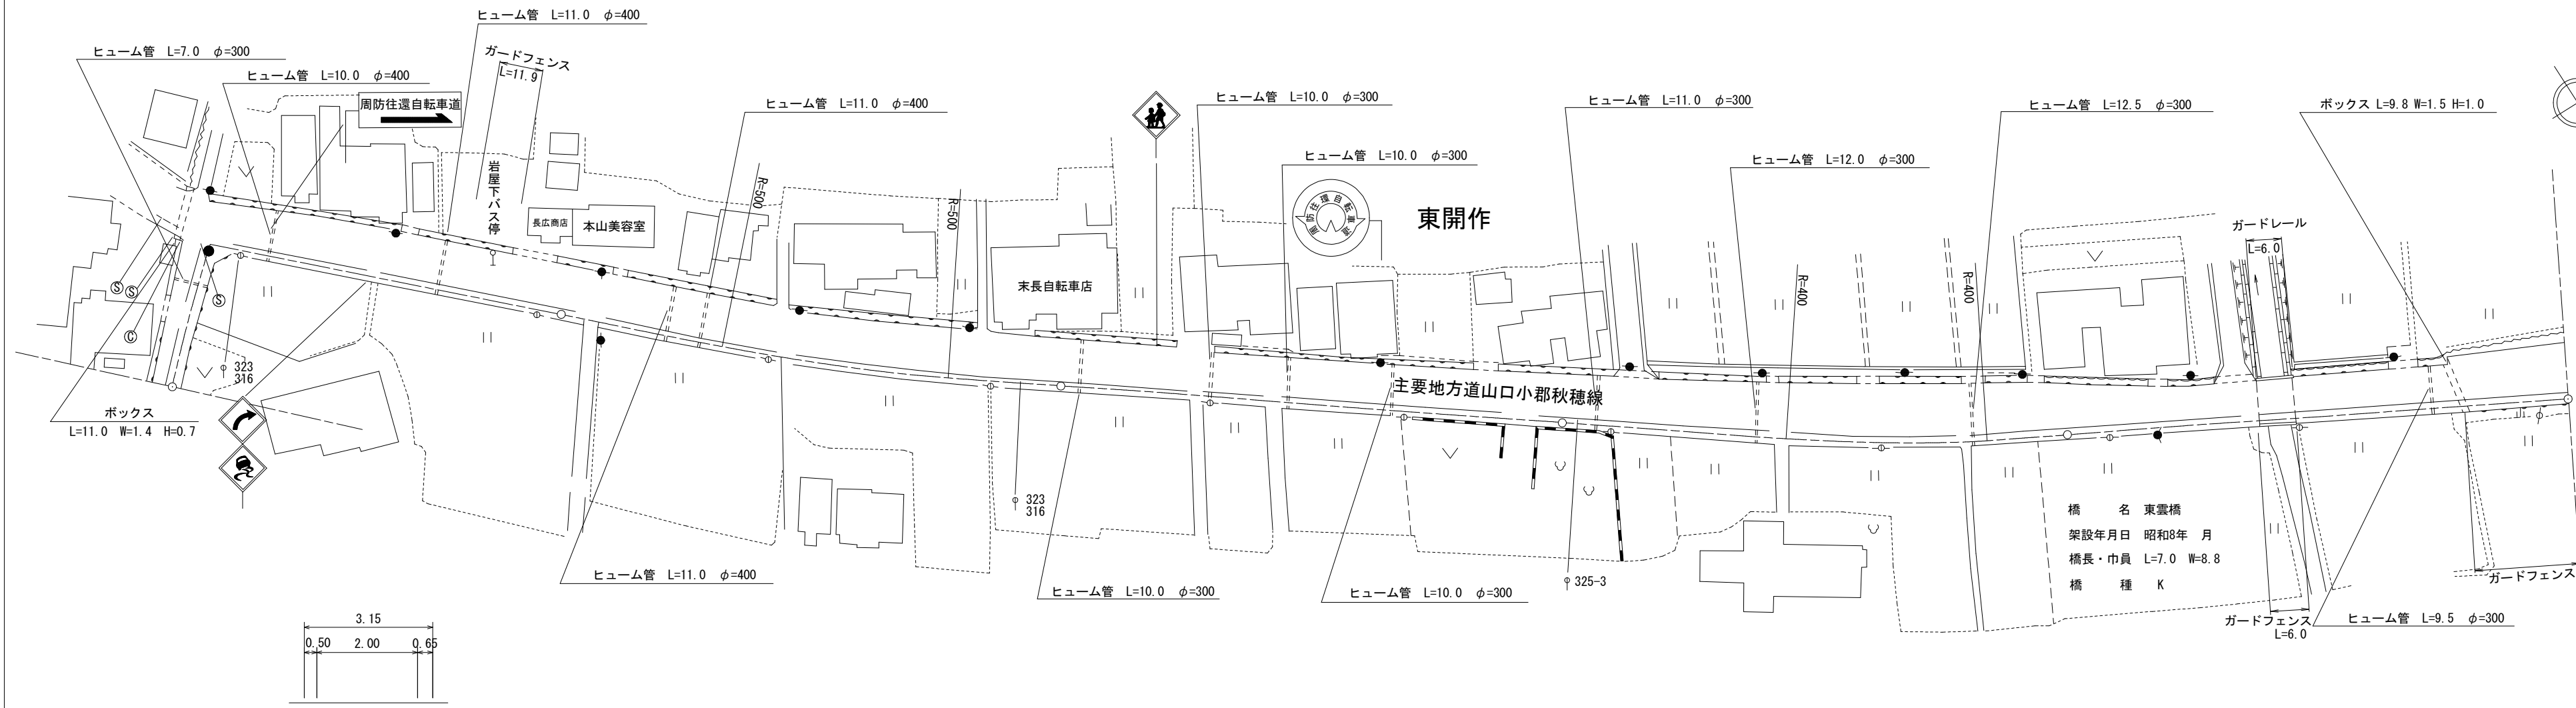 ヒューム管 L=11.0 φ=400
ヒューム管 L=7.0 φ=300
ガードフェンス
L=11.9
ヒューム管 L=10.0 φ=400
周防往還自転車道
ヒューム管 L=11.0 φ=400
ヒューム管 L=10.0 φ=300
ヒューム管 L=11.0 φ=300
ヒューム管 L=12.5 φ=300
ボックス L=9.8 W=1.5 H=1.0
ヒューム管 L=10.0 φ=300
ヒューム管 L=12.0 φ=300
岩屋下バス停
長広商店
本山美容室
R=500
R=500
周防往還自転車道
東開作
ガードレール
L=6.0
末長自転車店
R=400
R=400
S
S
S
C
323
316
主要地方道山口小郡秋穂線
ボックス
L=11.0 W=1.4 H=0.7
323
316
橋 名 東雲橋
架設年月日 昭和8年 月
橋長・巾員 L=7.0 W=8.8
橋 種 K
ヒューム管 L=11.0 φ=400
ヒューム管 L=10.0 φ=300
ヒューム管 L=10.0 φ=300
325-3
ガードフェンス
ガードフェンス
L=6.0
ヒューム管 L=9.5 φ=300
3.15
0.50 2.00 0.65